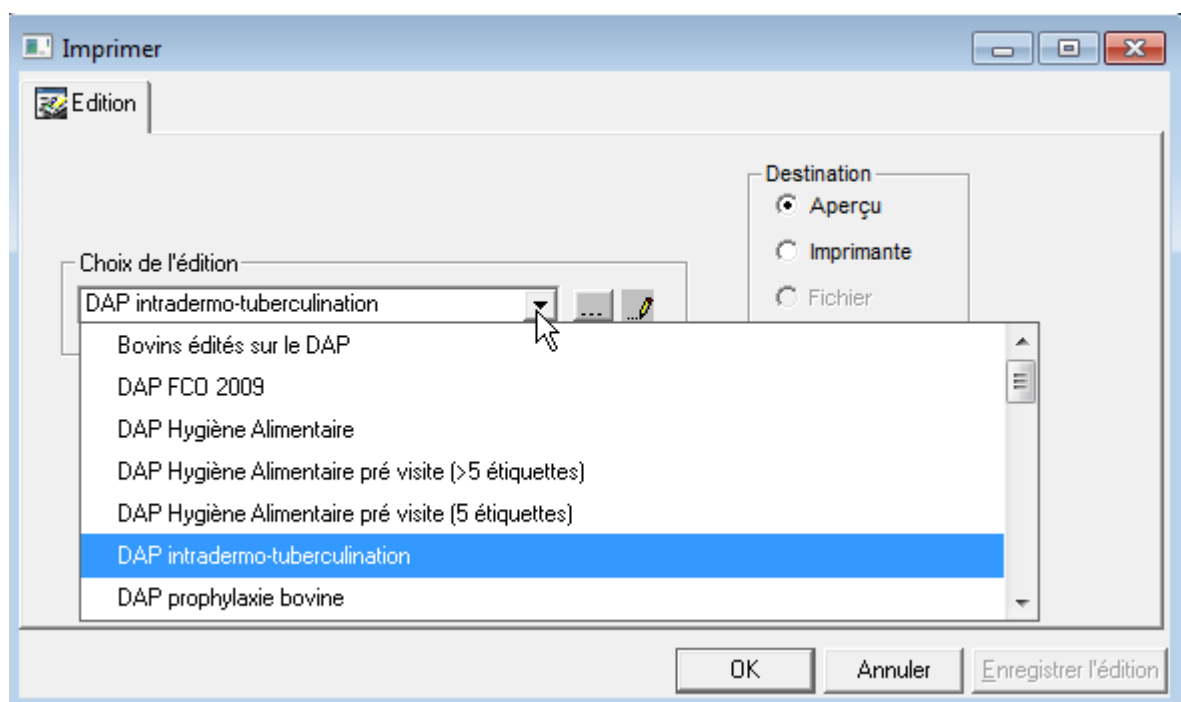 Imprimer
Edition
Destination
Aperçu
Imprimante
Fichier
Choix de l'édition
DAP intradermo-tuberculination
...
Bovins édités sur le DAP
DAP FCO 2009
DAP Hygiène Alimentaire
DAP Hygiène Alimentaire pré visite (>5 étiquettes)
DAP Hygiène Alimentaire pré visite (5 étiquettes)
DAP intradermo-tuberculination
DAP prophylaxie bovine
OK
Annuler
Enregistrer l'édition